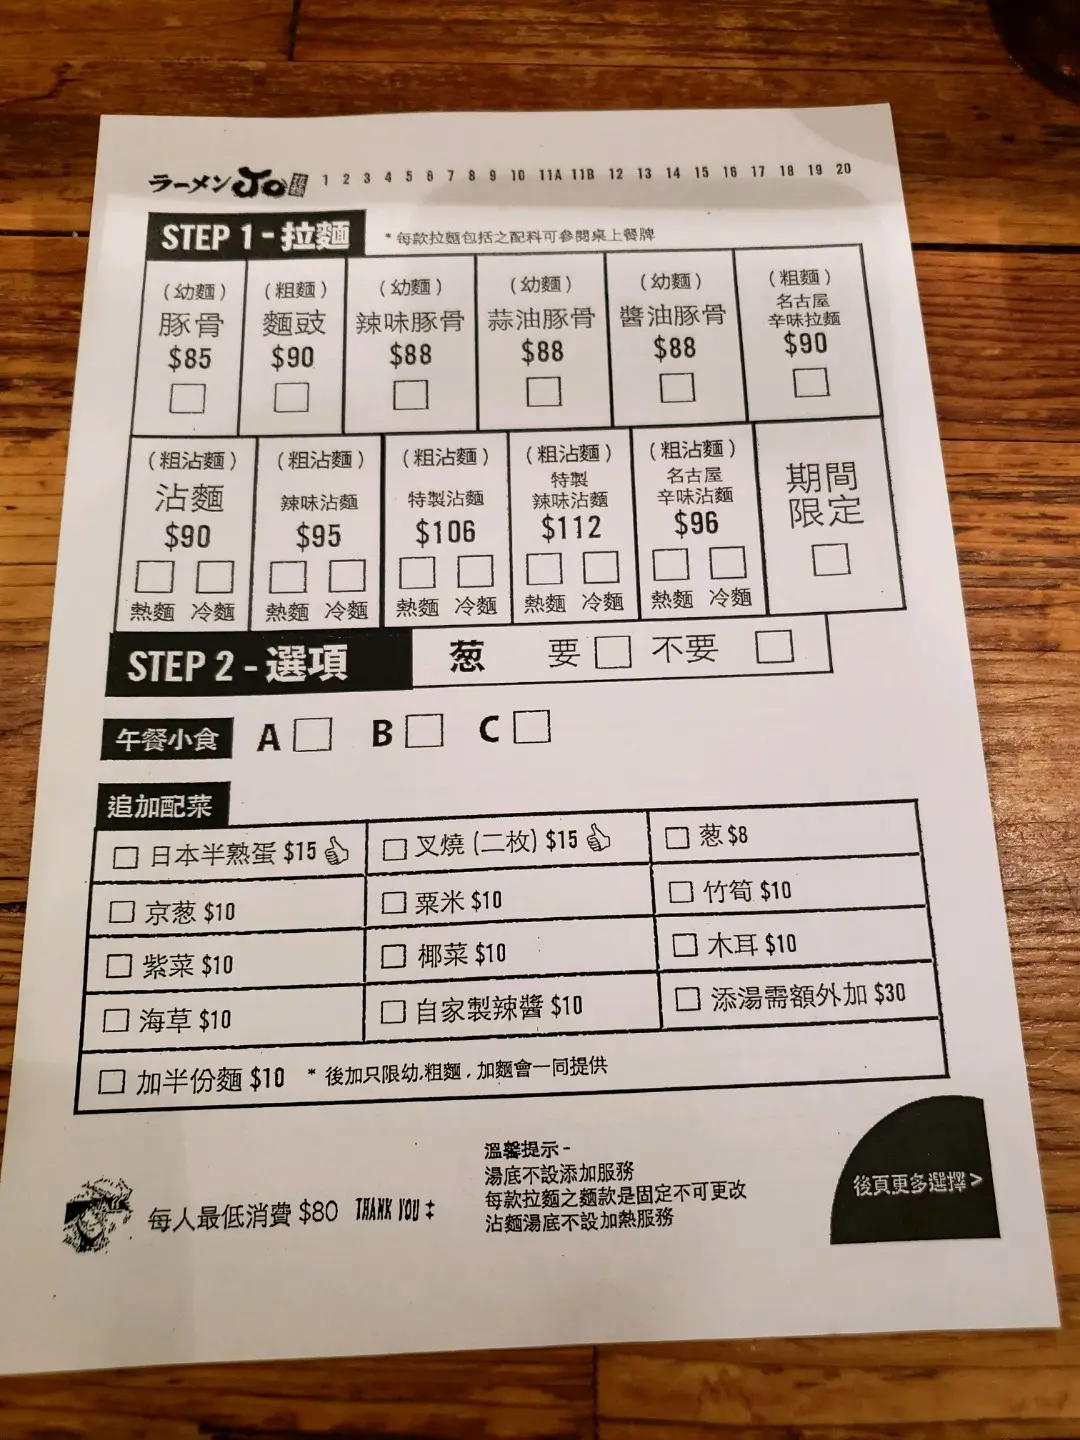 ラーメン Jo 拉麵 1 2 3 4 5 6 7 8 9 10 11A 11B 12 13 14 15 16 17 18 19 20
STEP 1 - 拉麵 * 每款拉麵包括之配料可參閱桌上餐牌
(幼麵) (粗麵) (幼麵) (幼麵) (幼麵) (粗麵)
豚骨 麵豉 辣味豚骨 蒜油豚骨 醬油豚骨 名古屋
辛味拉麵
$85 $90 $88 $88 $88 $90
(粗沾麵) (粗沾麵) (粗沾麵) (粗沾麵) (粗沾麵) 期間
沾麵 辣味沾麵 特製沾麵 特製 名古屋 限定
辣味沾麵 辛味沾麵
$90 $95 $106 $112 $96
熱麵 冷麵 熱麵 冷麵 熱麵 冷麵 熱麵 冷麵 熱麵 冷麵
STEP 2 - 選項 葱 要 不要
午餐小食 A B C
追加配菜
日本半熟蛋 $15 叉燒 (二枚) $15 葱 $8
京葱 $10 粟米 $10 竹筍 $10
紫菜 $10 椰菜 $10 木耳 $10
海草 $10 自家製辣醬 $10 添湯需額外加 $30
加半份麵 $10 * 後加只限幼,粗麵,加麵會一同提供
溫馨提示 -
湯底不設添加服務
每款拉麵之麵款是固定不可更改
沾麵湯底不設加熱服務
每人最低消費 $80 THANK YOU
後頁更多選擇 >